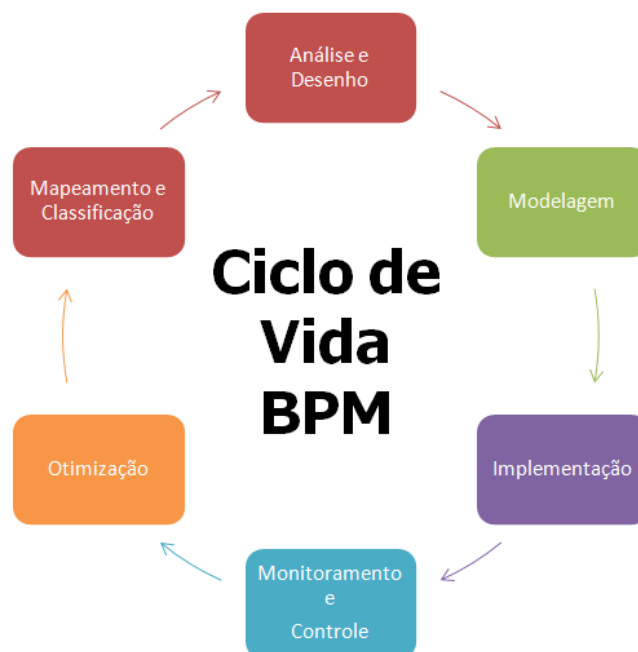 Análise e
Desenho
Mapeamento e
Classificação
Modelagem
Ciclo de
Vida
BPM
Otimização
Implementação
Monitoramento
e
Controle